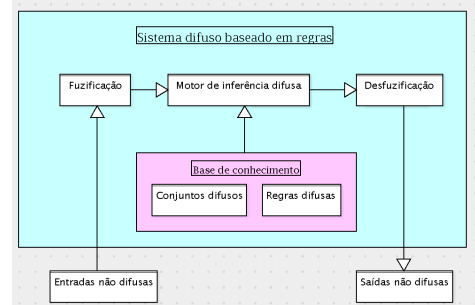 Sistema difuso baseado em regras
Fuzificação
Motor de inferência difusa
Desfuzificação
Base de conhecimento
Conjuntos difusos
Regras difusas
Entradas não difusas
Saídas não difusas